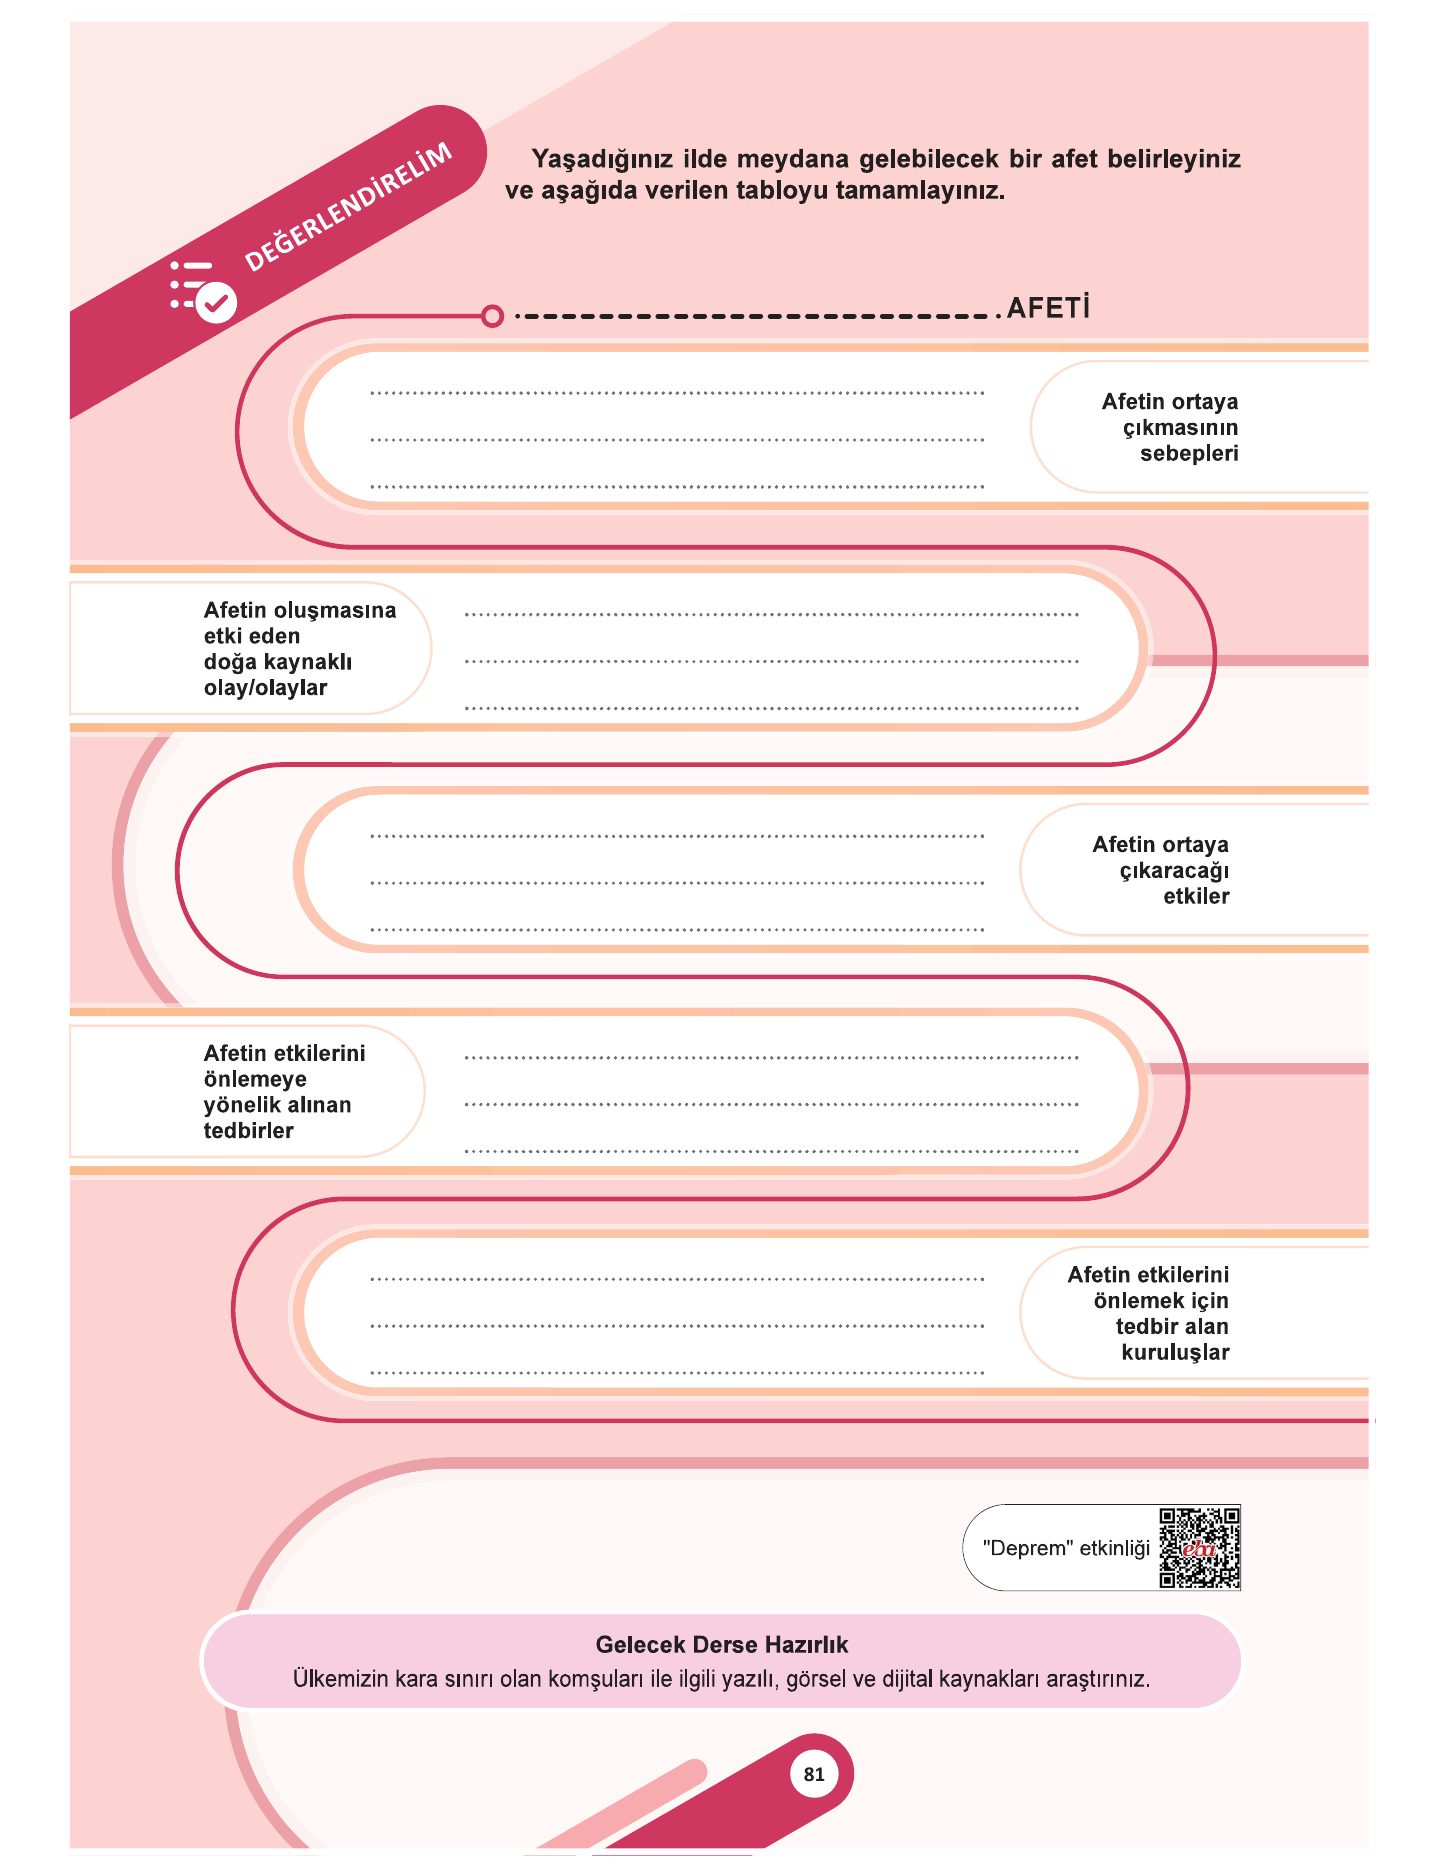 DEĞERLENDİRELİM
Yaşadığınız ilde meydana gelebilecek bir afet belirleyiniz
ve aşağıda verilen tabloyu tamamlayınız.
AFETİ
Afetin ortaya
çıkmasının
sebepleri
Afetin oluşmasına
etki eden
doğa kaynaklı
olay/olaylar
Afetin ortaya
çıkaracağı
etkiler
Afetin etkilerini
önlemeye
yönelik alınan
tedbirler
Afetin etkilerini
önlemek için
tedbir alan
kuruluşlar
"Deprem" etkinliği
eba
Gelecek Derse Hazırlık
Ülkemizin kara sınırı olan komşuları ile ilgili yazılı, görsel ve dijital kaynakları araştırınız.
81